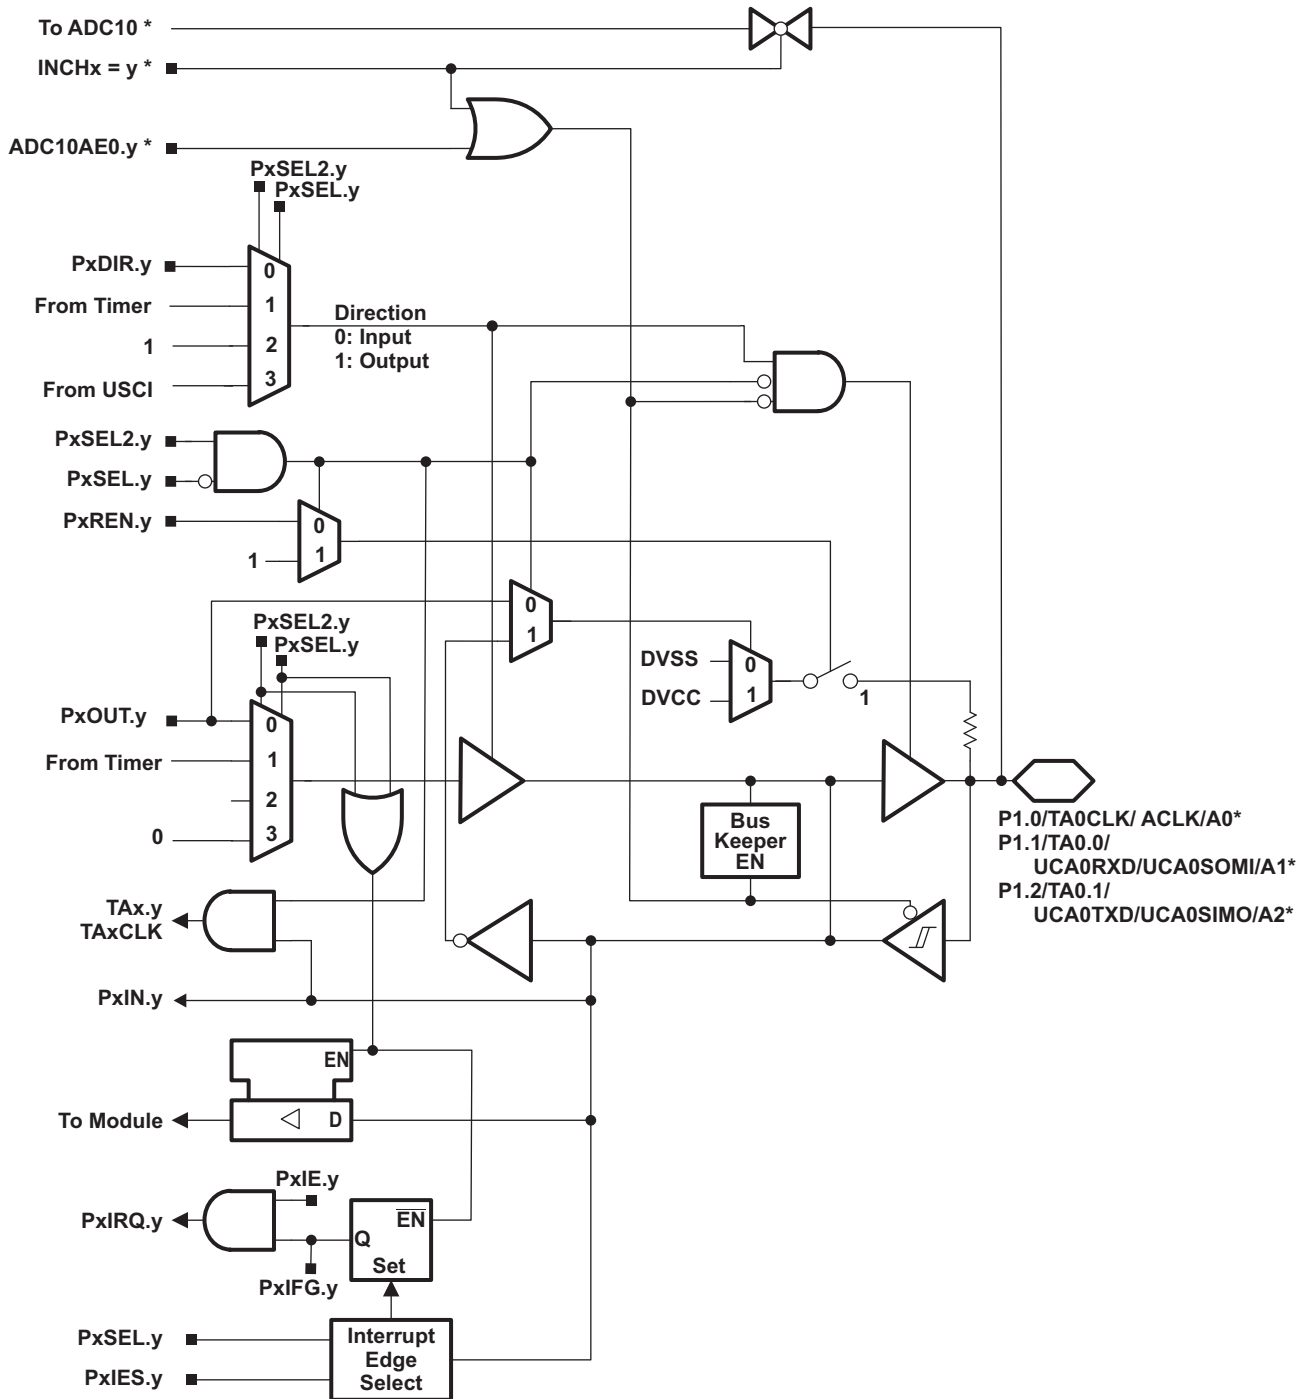 To ADC10 *
INCHx = y *
ADC10AE0.y *
PxSEL2.y
PxSEL.y
PxDIR.y
0
From Timer
1
Direction
0: Input
1: Output
1
2
From USCI
3
PxSEL2.y
PxSEL.y
PxREN.y
0
1
1
0
1
PxSEL2.y
PxSEL.y
DVSS
0
DVCC
1
1
PxOUT.y
0
From Timer
1
2
0
3
Bus
Keeper
EN
P1.0/TA0CLK/ ACLK/A0*
P1.1/TA0.0/
UCA0RXD/UCA0SOMI/A1*
P1.2/TA0.1/
UCA0TXD/UCA0SIMO/A2*
TAx.y
TAxCLK
PxIN.y
EN
To Module
D
PxIE.y
PxIRQ.y
EN
Q
Set
PxIFG.y
PxSEL.y
PxIES.y
Interrupt
Edge
Select